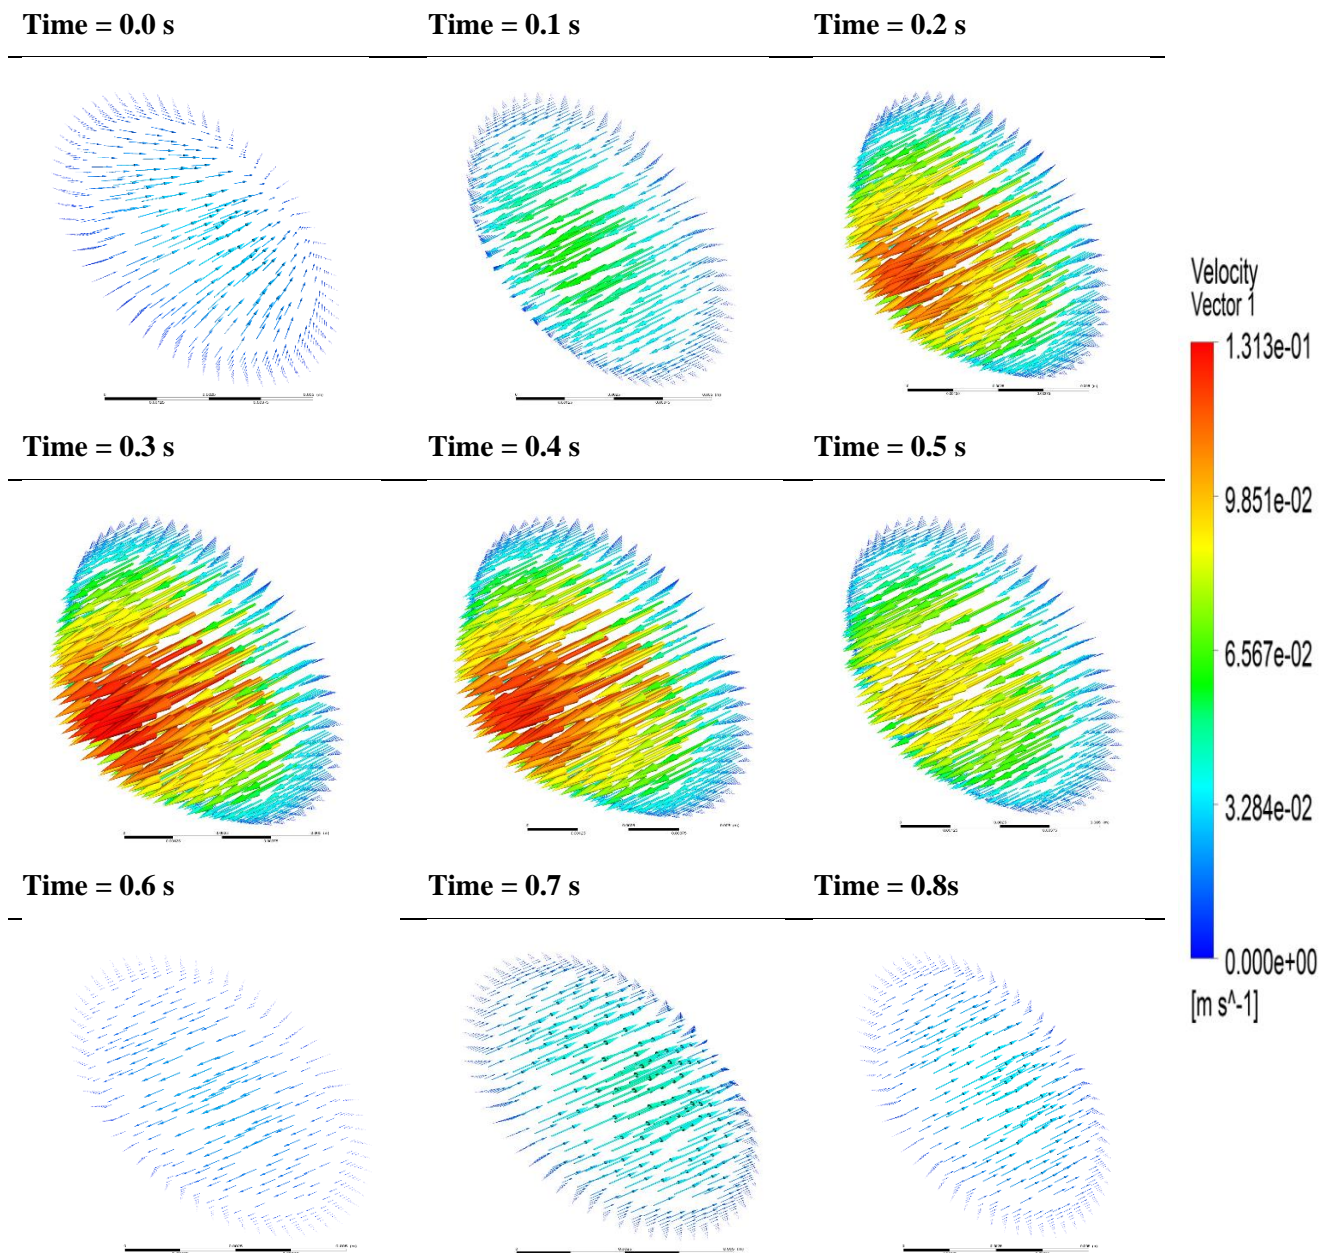 Time = 0.0 s
Time = 0.1 s
Time = 0.2 s
Time = 0.3 s
Time = 0.4 s
Time = 0.5 s
Time = 0.6 s
Time = 0.7 s
Time = 0.8s
Velocity
Vector 1
1.313e-01
9.851e-02
6.567e-02
3.284e-02
0.000e+00
[m s^-1]